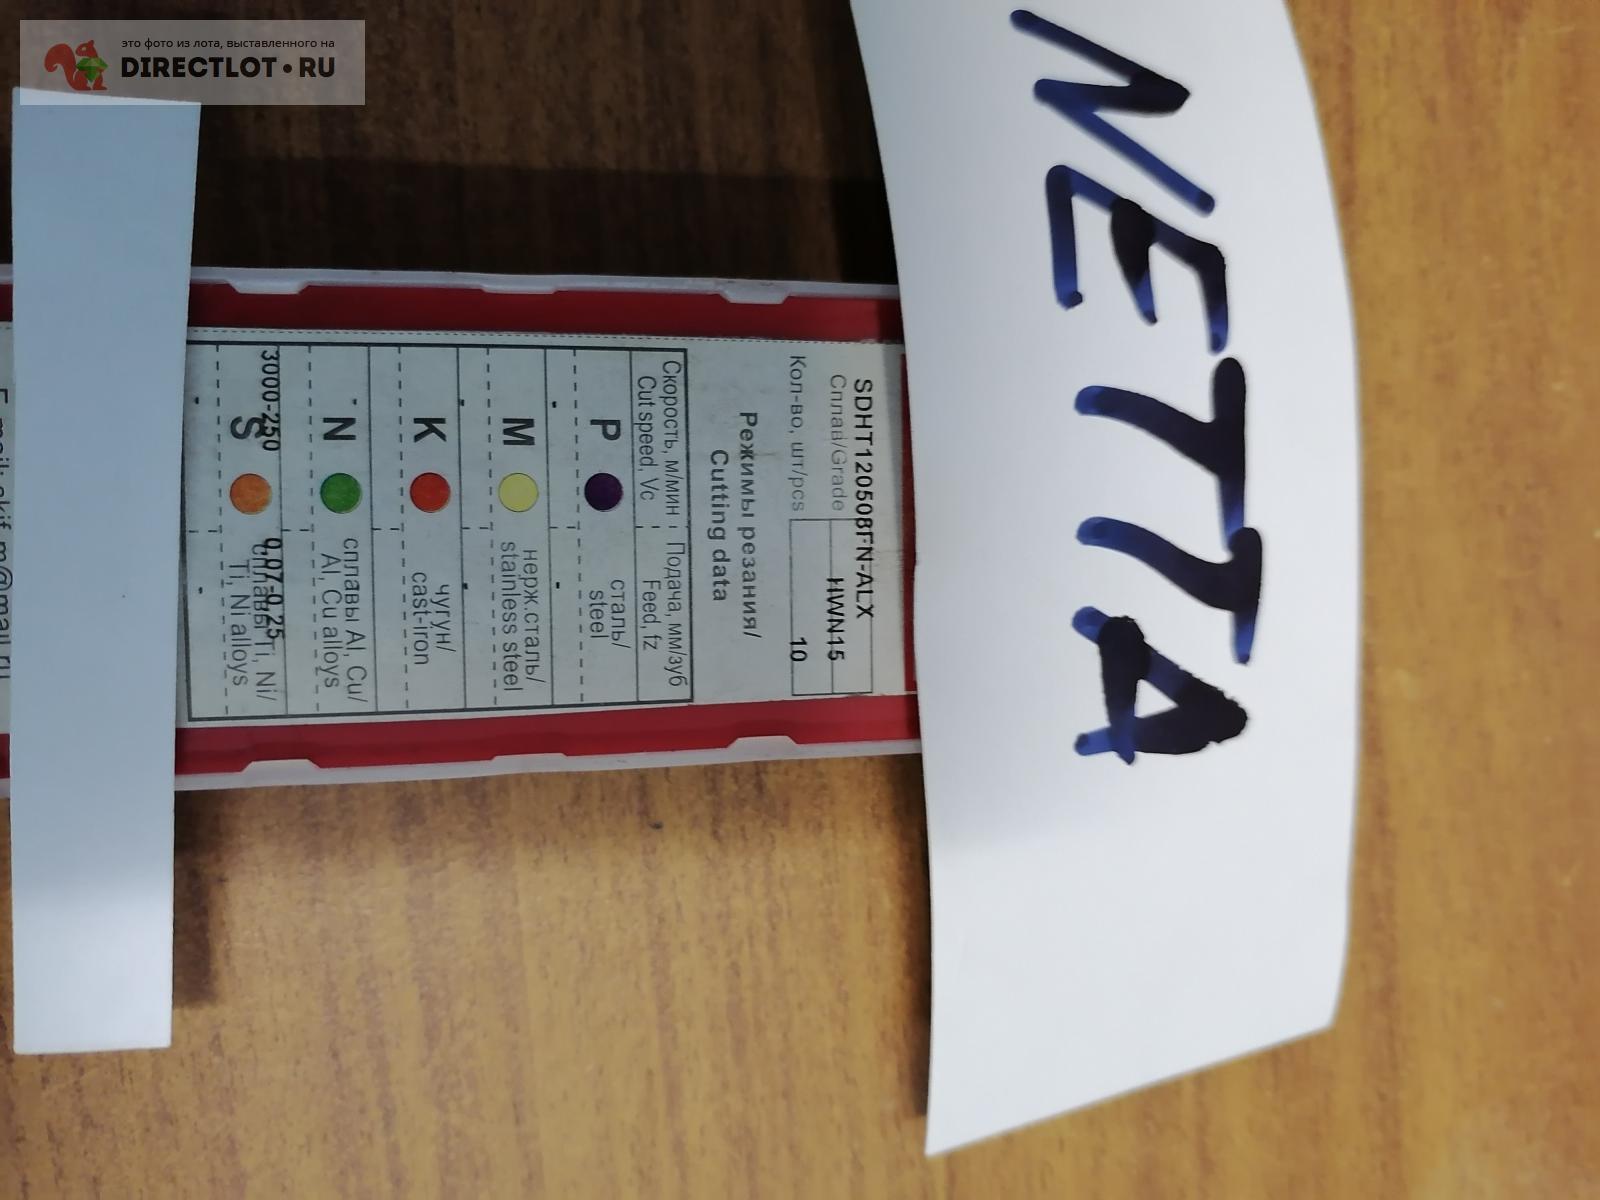 это фото из лота, выставленного на
DIRECTLOT.RU
NETTA
SDHT120508FN-ALX
Сплав/Grade HWN15
Кол-во, шт/pcs 10
Режимы резания/
Cutting data
Скорость, м/мин Подача, мм/зуб
Cut speed, Vc Feed, fz
P сталь/
steel
M нерж.сталь/
stainless steel
K чугун/
cast-iron
N сплавы Al, Cu/
Al, Cu alloys
3000-250 0,07-0,25
S сплавы Ti, Ni/
Ti, Ni alloys